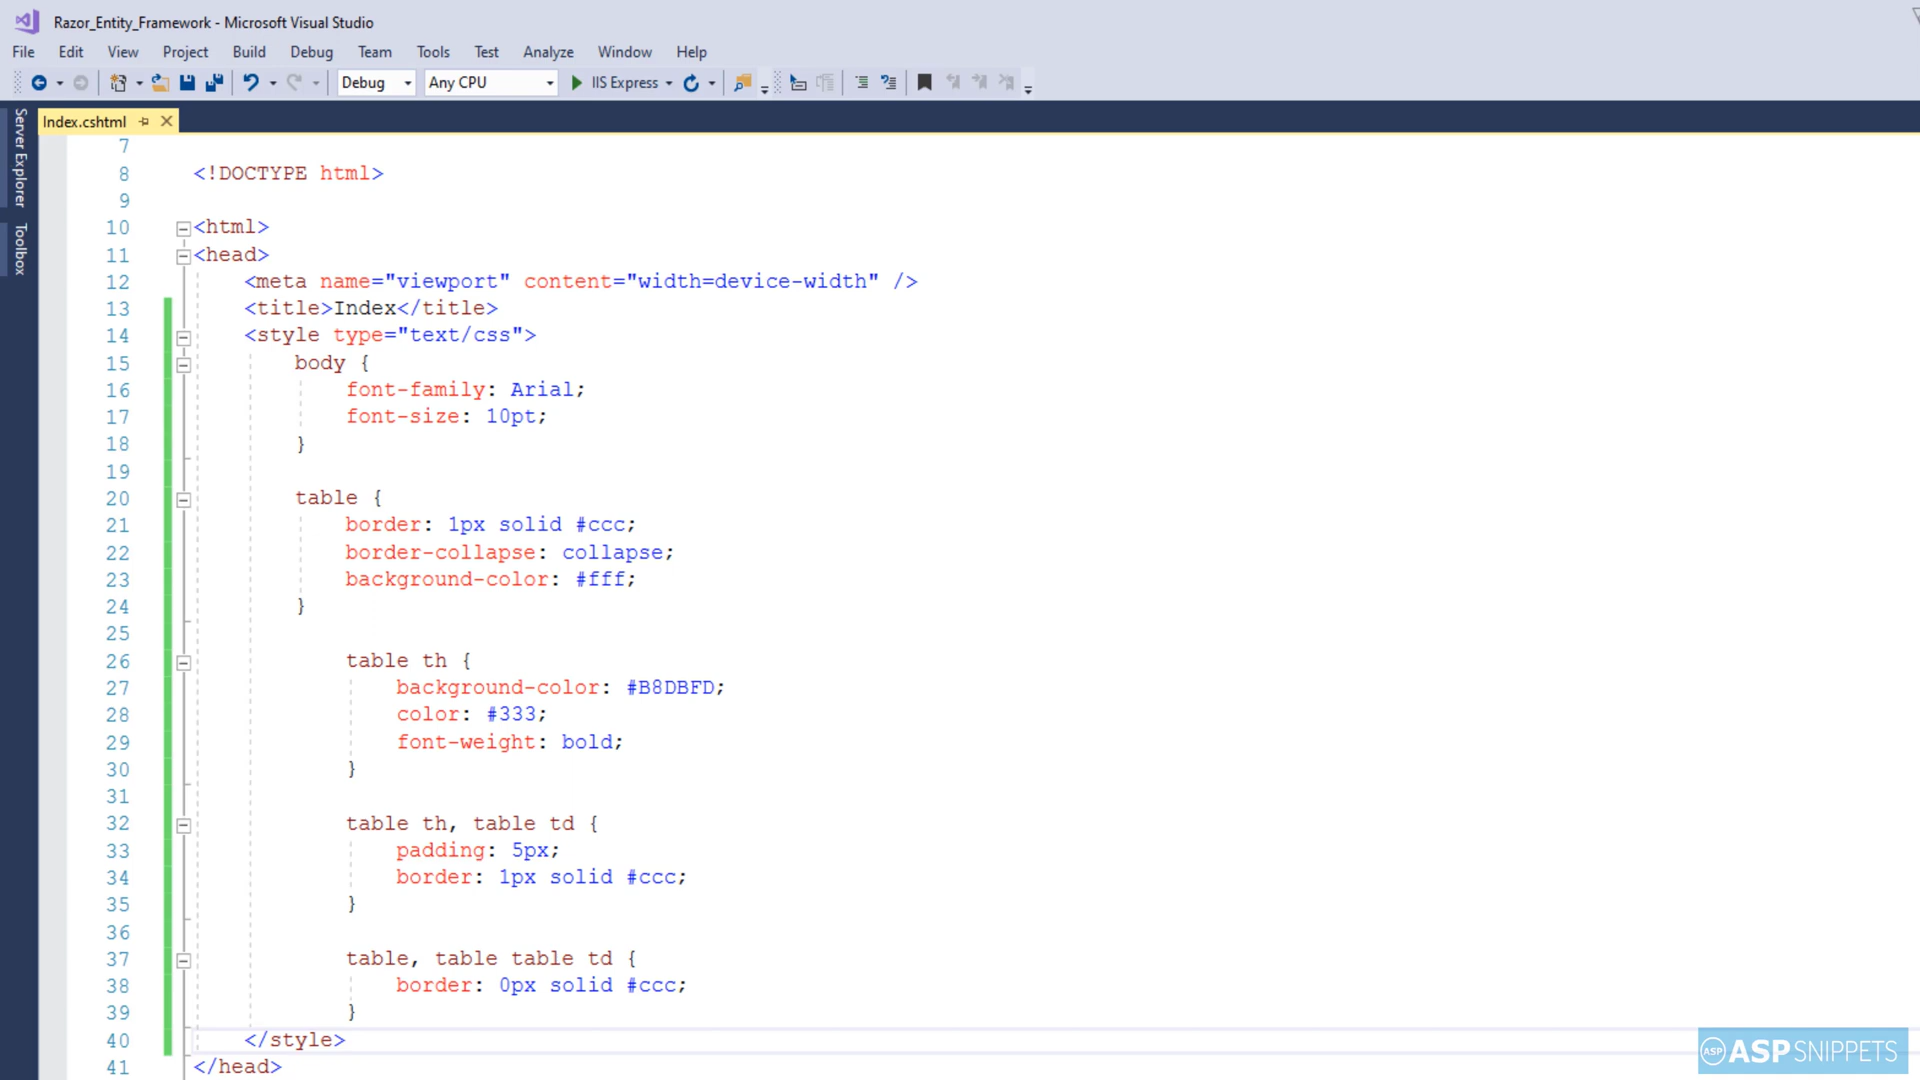 Razor_Entity_Framework - Microsoft Visual Studio
File Edit View Project Build Debug Team Tools Test Analyze Window Help
Debug Any CPU IIS Express
Server Explorer
Toolbox
Index.cshtml
7
8 <!DOCTYPE html>
9
10 <html>
11 <head>
12 <meta name="viewport" content="width=device-width" />
13 <title>Index</title>
14 <style type="text/css">
15 body {
16 font-family: Arial;
17 font-size: 10pt;
18 }
19
20 table {
21 border: 1px solid #ccc;
22 border-collapse: collapse;
23 background-color: #fff;
24 }
25
26 table th {
27 background-color: #B8DBFD;
28 color: #333;
29 font-weight: bold;
30 }
31
32 table th, table td {
33 padding: 5px;
34 border: 1px solid #ccc;
35 }
36
37 table, table table td {
38 border: 0px solid #ccc;
39 }
40 </style>
41 </head>
ASP ASPSNIPPETS